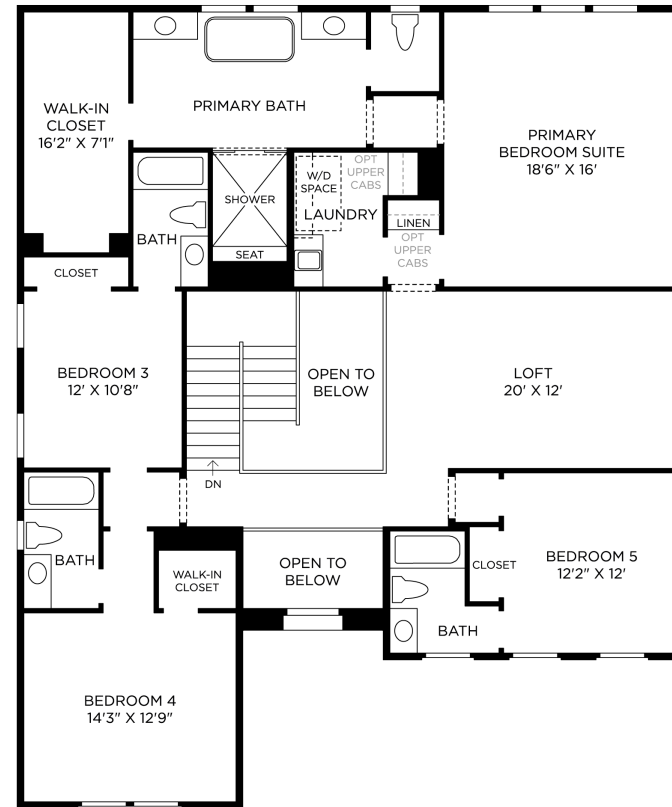 WALK-IN
CLOSET
16'2" X 7'1"
PRIMARY BATH
PRIMARY
BEDROOM SUITE
18'6" X 16'
W/D
SPACE
OPT
UPPER
CABS
LAUNDRY
SHOWER
SEAT
BATH
LINEN
OPT
UPPER
CABS
CLOSET
BEDROOM 3
12' X 10'8"
OPEN TO
BELOW
LOFT
20' X 12'
DN
BATH
WALK-IN
CLOSET
OPEN TO
BELOW
CLOSET
BEDROOM 5
12'2" X 12'
BATH
BEDROOM 4
14'3" X 12'9"